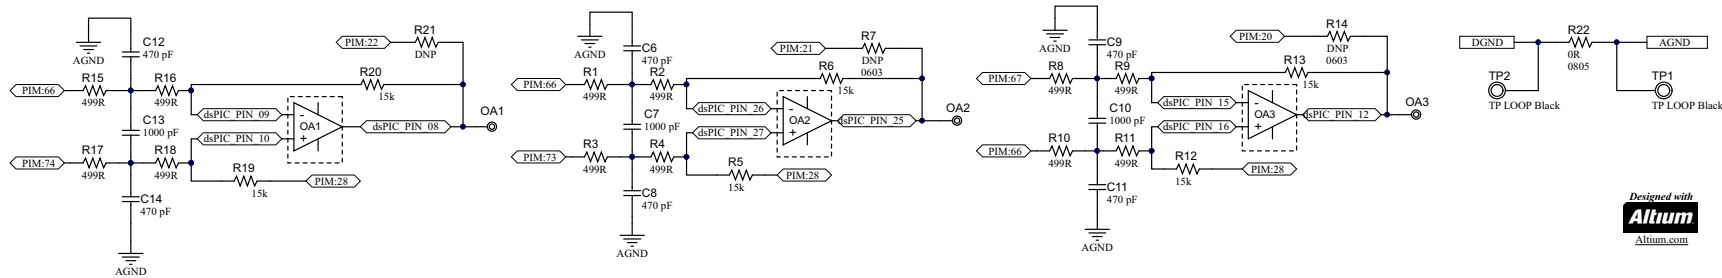 AGND
C12
470 pF
PIM:22
R21
DNP
PIM:66
R15
499R
R16
499R
R20
15k
dsPIC_PIN_09
C13
1000 pF
dsPIC_PIN_10
-
+
OA1
dsPIC_PIN_08
OA1
PIM:74
R17
499R
R18
499R
R19
15k
PIM:28
C14
470 pF
AGND
AGND
C6
470 pF
PIM:21
R7
DNP
0603
PIM:66
R1
499R
R2
499R
R6
15k
dsPIC_PIN_26
C7
1000 pF
dsPIC_PIN_27
-
+
OA2
dsPIC_PIN_25
OA2
PIM:73
R3
499R
R4
499R
R5
15k
PIM:28
C8
470 pF
AGND
AGND
C9
470 pF
PIM:20
R14
DNP
0603
PIM:67
R8
499R
R9
499R
R13
15k
dsPIC_PIN_15
C10
1000 pF
dsPIC_PIN_16
-
+
OA3
dsPIC_PIN_12
OA3
PIM:66
R10
499R
R11
499R
R12
15k
PIM:28
C11
470 pF
AGND
DGND
R22
0R
0805
AGND
TP2
TP LOOP Black
TP1
TP LOOP Black
Designed with
Altium
Altium.com